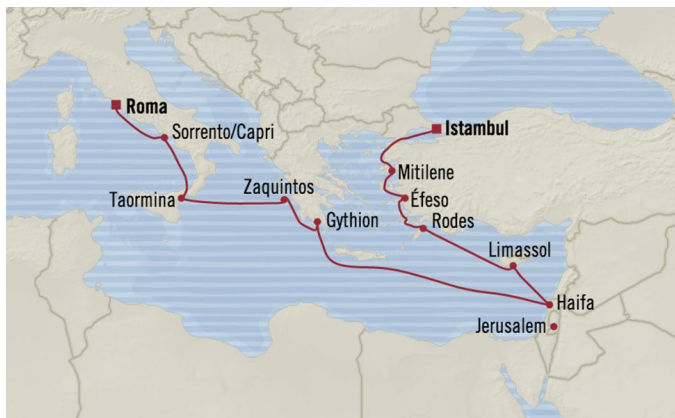 Roma
Istambul
Sorrento/Capri
Mitilene
Zaquintos
Éfeso
Taormina
Gythion
Rodes
Limassol
Haifa
Jerusalem